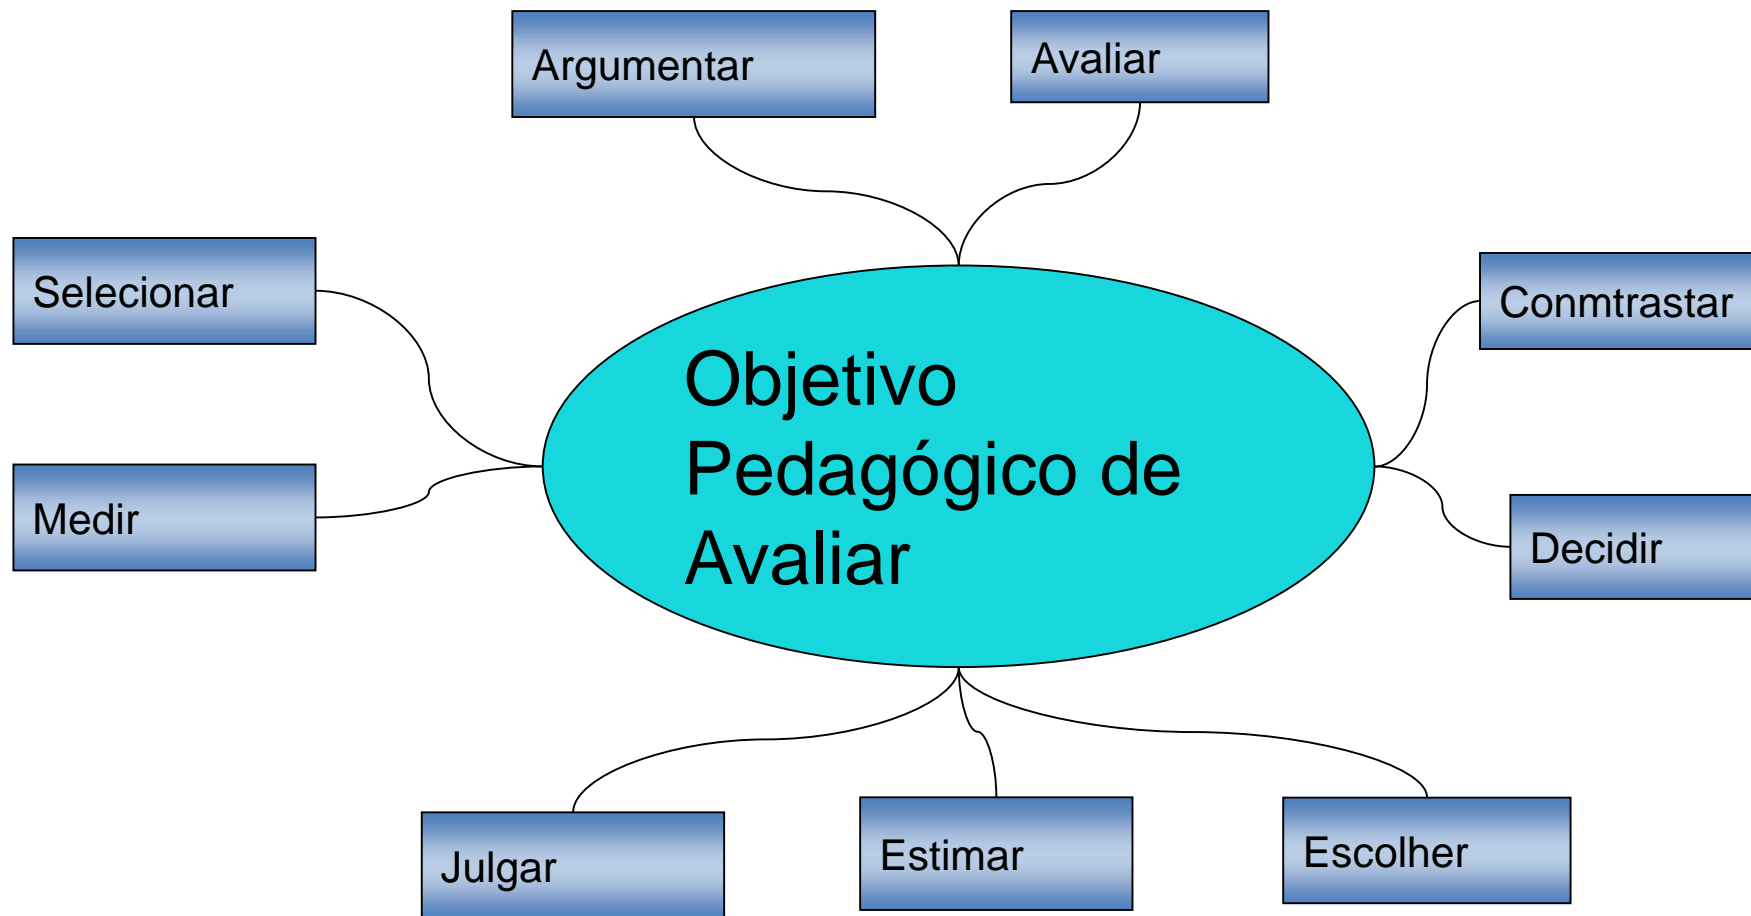 Argumentar
Avaliar
Selecionar
Conmtrastar
Objetivo
Pedagógico de
Avaliar
Medir
Decidir
Julgar
Estimar
Escolher